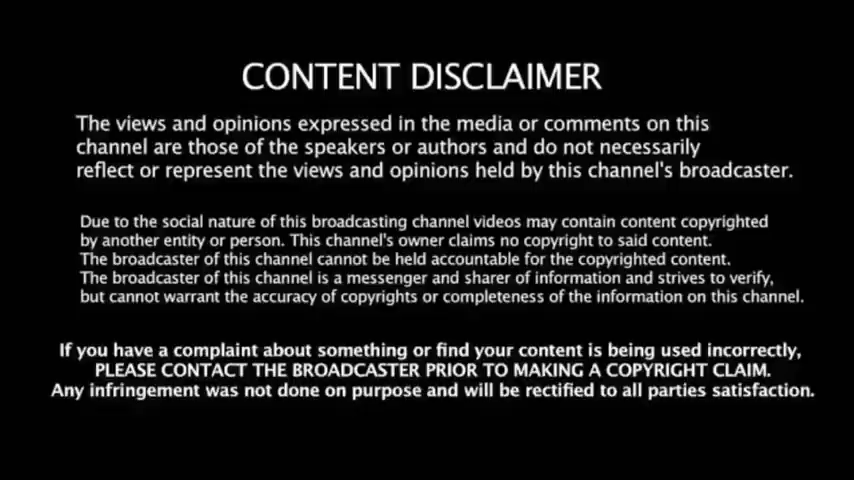 CONTENT DISCLAIMER
The views and opinions expressed in the media or comments on this
channel are those of the speakers or authors and do not necessarily
reflect or represent the views and opinions held by this channel's broadcaster.
Due to the social nature of this broadcasting channel videos may contain content copyrighted
by another entity or person. This channel's owner claims no copyright to said content.
The broadcaster of this channel cannot be held accountable for the copyrighted content.
The broadcaster of this channel is a messenger and sharer of information and strives to verify,
but cannot warrant the accuracy of copyrights or completeness of the information on this channel.
If you have a complaint about something or find your content is being used incorrectly,
PLEASE CONTACT THE BROADCASTER PRIOR TO MAKING A COPYRIGHT CLAIM.
Any infringement was not done on purpose and will be rectified to all parties satisfaction.